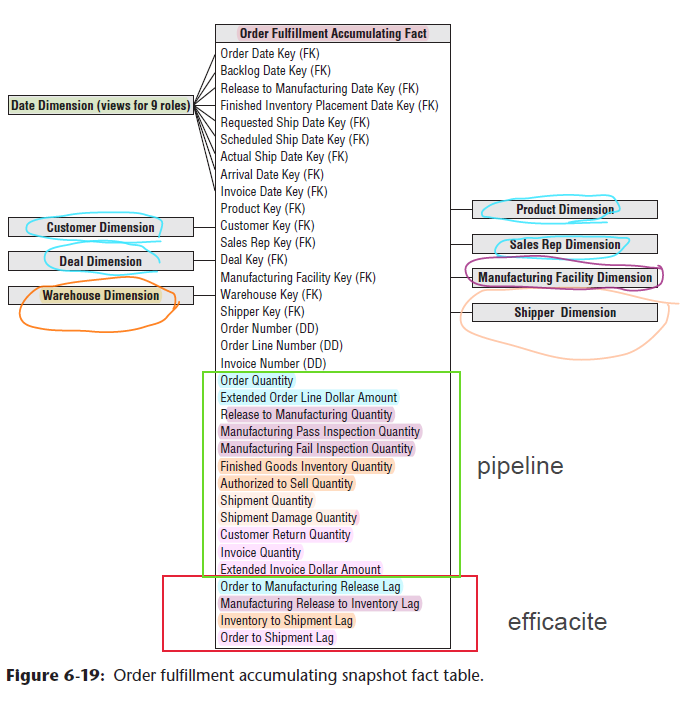 Order Fulfillment Accumulating Fact
Order Date Key (FK)
Backlog Date Key (FK)
Release to Manufacturing Date Key (FK)
Date Dimension (views for 9 roles)
Finished Inventory Placement Date Key (FK)
Requested Ship Date Key (FK)
Scheduled Ship Date Key (FK)
Actual Ship Date Key (FK)
Arrival Date Key (FK)
Invoice Date Key (FK)
Product Key (FK)
Product Dimension
Customer Dimension
Customer Key (FK)
Sales Rep Key (FK)
Sales Rep Dimension
Deal Dimension
Deal Key (FK)
Manufacturing Facility Key (FK)
Manufacturing Facility Dimension
Warehouse Dimension
Warehouse Key (FK)
Shipper Key (FK)
Shipper Dimension
Order Number (DD)
Order Line Number (DD)
Invoice Number (DD)
Order Quantity
Extended Order Line Dollar Amount
Release to Manufacturing Quantity
Manufacturing Pass Inspection Quantity
Manufacturing Fail Inspection Quantity
Finished Goods Inventory Quantity
pipeline
Authorized to Sell Quantity
Shipment Quantity
Shipment Damage Quantity
Customer Return Quantity
Invoice Quantity
Extended Invoice Dollar Amount
Order to Manufacturing Release Lag
Manufacturing Release to Inventory Lag
Inventory to Shipment Lag
efficacite
Order to Shipment Lag
Figure 6-19: Order fulfillment accumulating snapshot fact table.